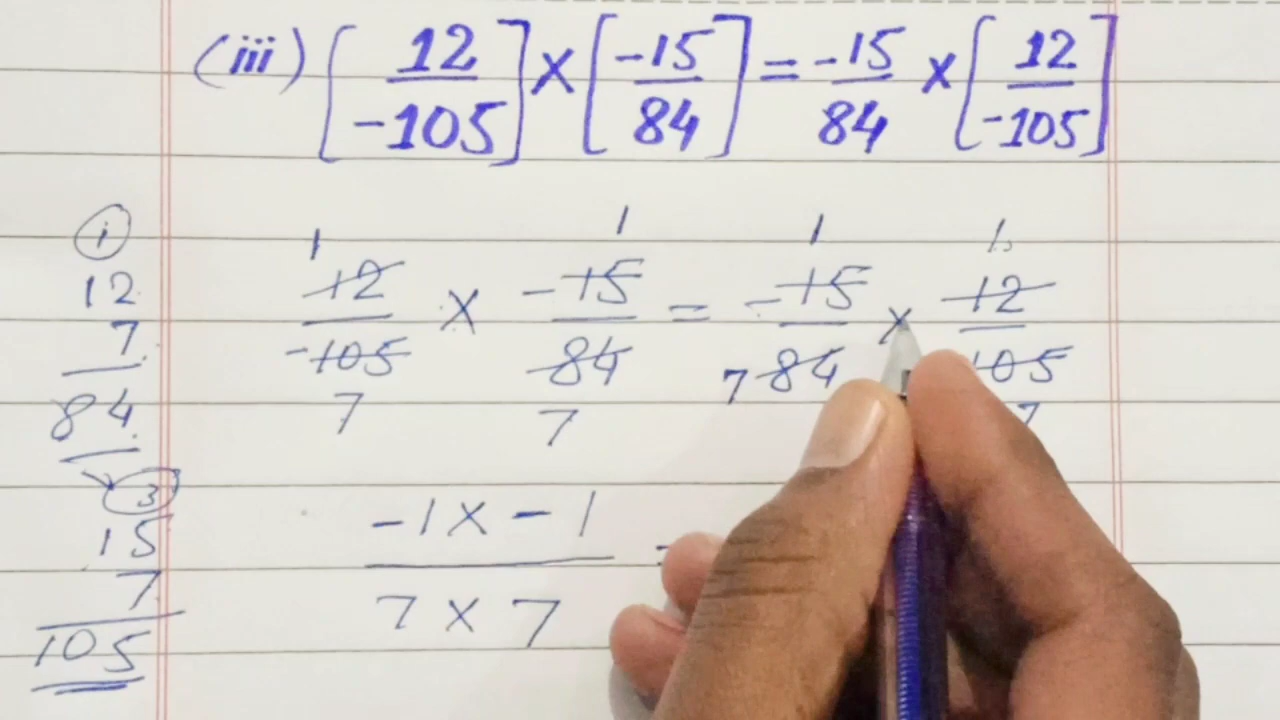 (iii) [12/-105] × [-15/84] = -15/84 × [12/-105]
i
12
7
84
3
15
7
105
1 1 1 1
12/-105 × -15/84 = -15/84 × 12/105
7 7 7 7
-1 × -1
7 × 7